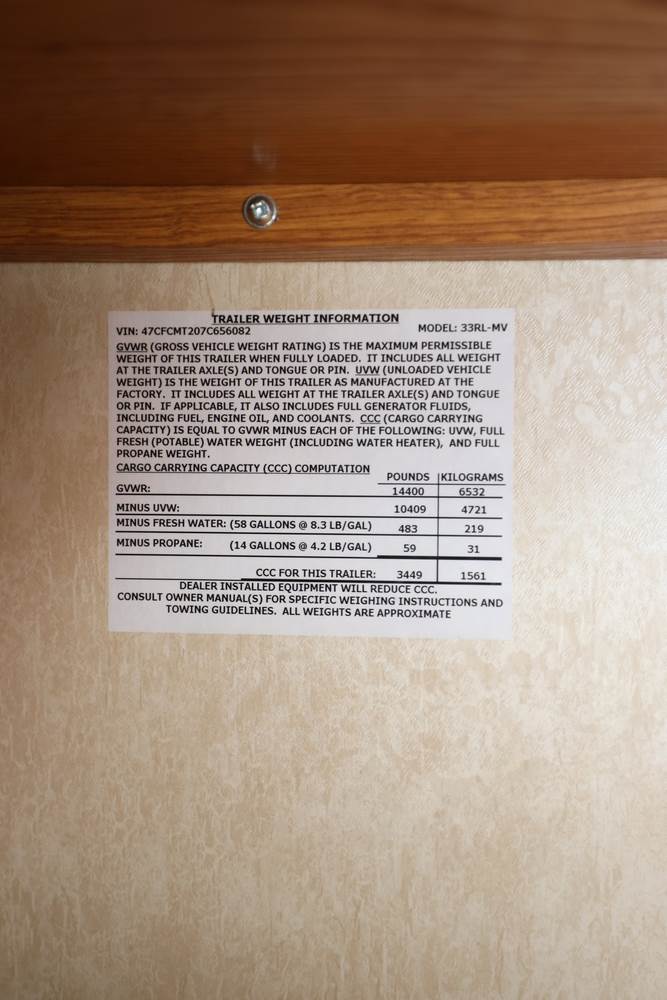 TRAILER WEIGHT INFORMATION
VIN: 47CFCMT207C656082 MODEL: 33RL-MV
GVWR (GROSS VEHICLE WEIGHT RATING) IS THE MAXIMUM PERMISSIBLE
WEIGHT OF THIS TRAILER WHEN FULLY LOADED. IT INCLUDES ALL WEIGHT
AT THE TRAILER AXLE(S) AND TONGUE OR PIN. UVW (UNLOADED VEHICLE
WEIGHT) IS THE WEIGHT OF THIS TRAILER AS MANUFACTURED AT THE
FACTORY. IT INCLUDES ALL WEIGHT AT THE TRAILER AXLE(S) AND TONGUE
OR PIN. IF APPLICABLE, IT ALSO INCLUDES FULL GENERATOR FLUIDS,
INCLUDING FUEL, ENGINE OIL, AND COOLANTS. CCC (CARGO CARRYING
CAPACITY) IS EQUAL TO GVWR MINUS EACH OF THE FOLLOWING: UVW, FULL
FRESH (POTABLE) WATER WEIGHT (INCLUDING WATER HEATER), AND FULL
PROPANE WEIGHT.
CARGO CARRYING CAPACITY (CCC) COMPUTATION
POUNDS KILOGRAMS
GVWR: 14400 6532
MINUS UVW: 10409 4721
MINUS FRESH WATER: (58 GALLONS @ 8.3 LB/GAL) 483 219
MINUS PROPANE: (14 GALLONS @ 4.2 LB/GAL) 59 31
CCC FOR THIS TRAILER: 3449 1561
DEALER INSTALLED EQUIPMENT WILL REDUCE CCC.
CONSULT OWNER MANUAL(S) FOR SPECIFIC WEIGHING INSTRUCTIONS AND
TOWING GUIDELINES. ALL WEIGHTS ARE APPROXIMATE